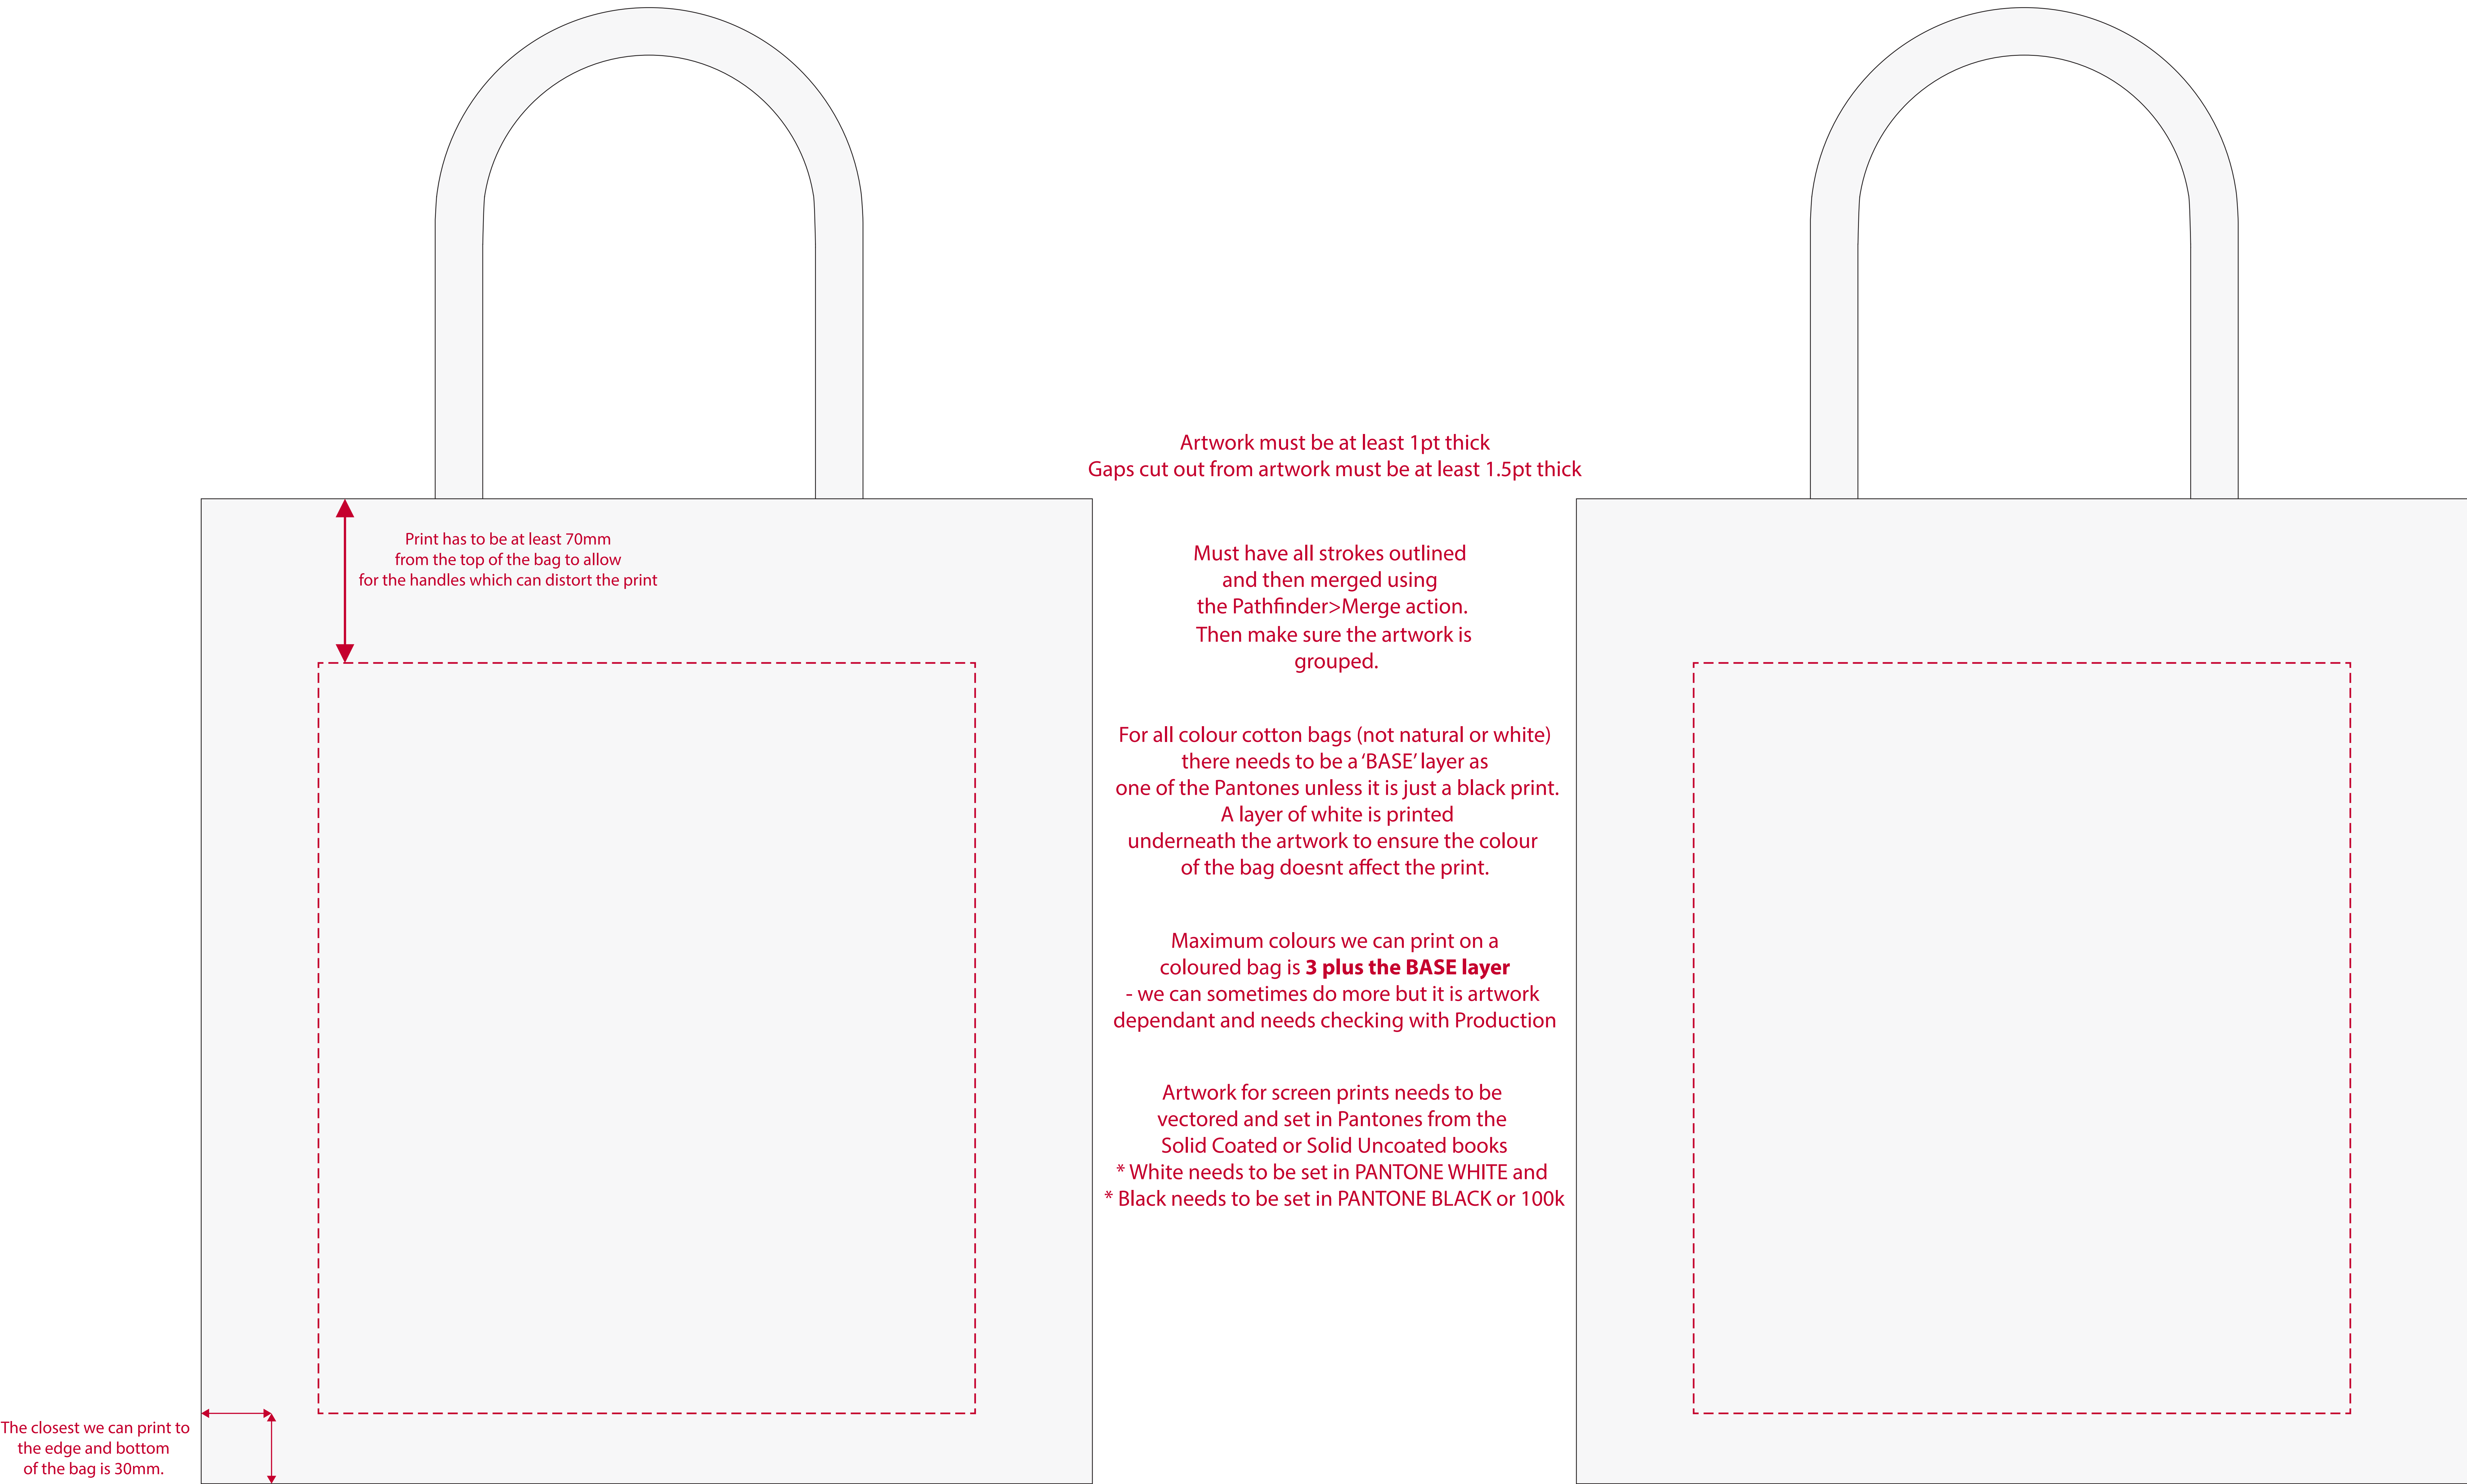 Artwork must be at least 1pt thick
Gaps cut out from artwork must be at least 1.5pt thick
Print has to be at least 70mm
from the top of the bag to allow
for the handles which can distort the print
Must have all strokes outlined
and then merged using
the Pathfinder>Merge action.
Then make sure the artwork is
grouped.
For all colour cotton bags (not natural or white)
there needs to be a ‘BASE’ layer as
one of the Pantones unless it is just a black print.
A layer of white is printed
underneath the artwork to ensure the colour
of the bag doesnt affect the print.
Maximum colours we can print on a
coloured bag is 3 plus the BASE layer
- we can sometimes do more but it is artwork
dependant and needs checking with Production
Artwork for screen prints needs to be
vectored and set in Pantones from the
Solid Coated or Solid Uncoated books
* White needs to be set in PANTONE WHITE and
* Black needs to be set in PANTONE BLACK or 100k
The closest we can print to
the edge and bottom
of the bag is 30mm.